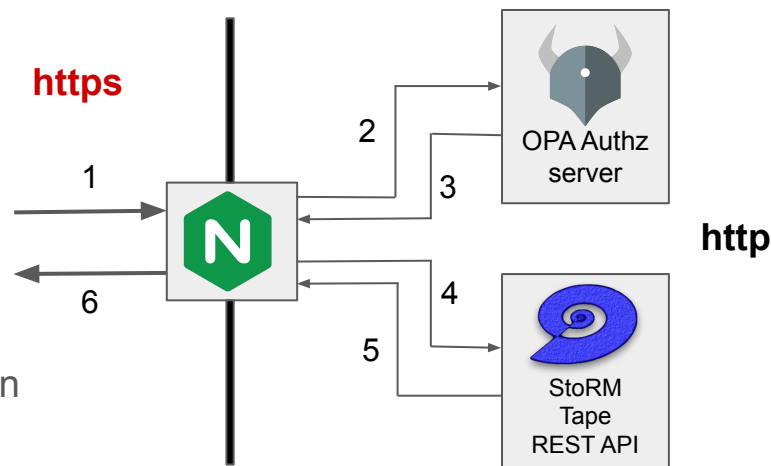 https
1
6
n
N
2
3
4
5
OPA Authz
server
http
StoRM
Tape
REST API